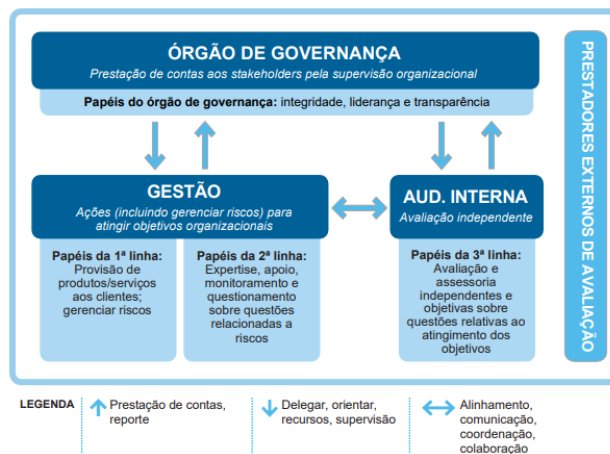 ÓRGÃO DE GOVERNANÇA
Prestação de contas aos stakeholders pela supervisão organizacional
Papéis do órgão de governança: integridade, liderança e transparência
GESTÃO
Ações (incluindo gerenciar riscos) para
atingir objetivos organizacionais
Papéis da 1ª linha:
Provisão de
produtos/serviços
aos clientes;
gerenciar riscos
Papéis da 2ª linha:
Expertise, apoio,
monitoramento e
questionamento
sobre questões
relacionadas a
riscos
AUD. INTERNA
Avaliação independente
Papéis da 3ª linha:
Avaliação e
assessoria
independentes e
objetivas sobre
questões relativas ao
atingimento dos
objetivos
PRESTADORES EXTERNOS DE AVALIAÇÃO
LEGENDA
Prestação de contas,
reporte
Delegar, orientar,
recursos, supervisão
Alinhamento,
comunicação,
coordenação,
colaboração